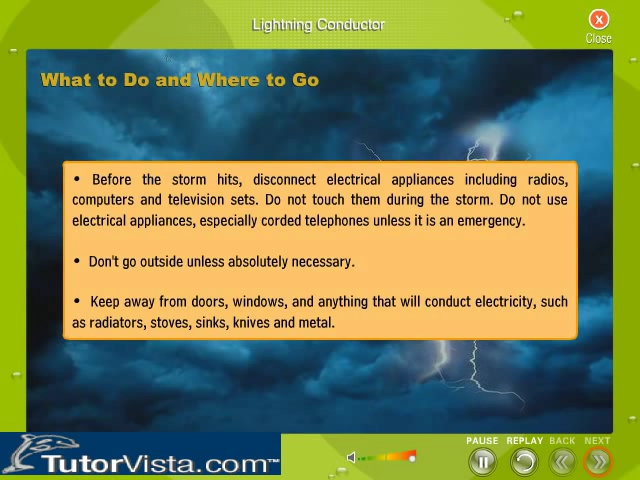 Lightning Conductor
Close
What to Do and Where to Go
• Before the storm hits, disconnect electrical appliances including radios,
computers and television sets. Do not touch them during the storm. Do not use
electrical appliances, especially corded telephones unless it is an emergency.
• Don't go outside unless absolutely necessary.
• Keep away from doors, windows, and anything that will conduct electricity, such
as radiators, stoves, sinks, knives and metal.
PAUSE REPLAY BACK NEXT
TutorVista.com™